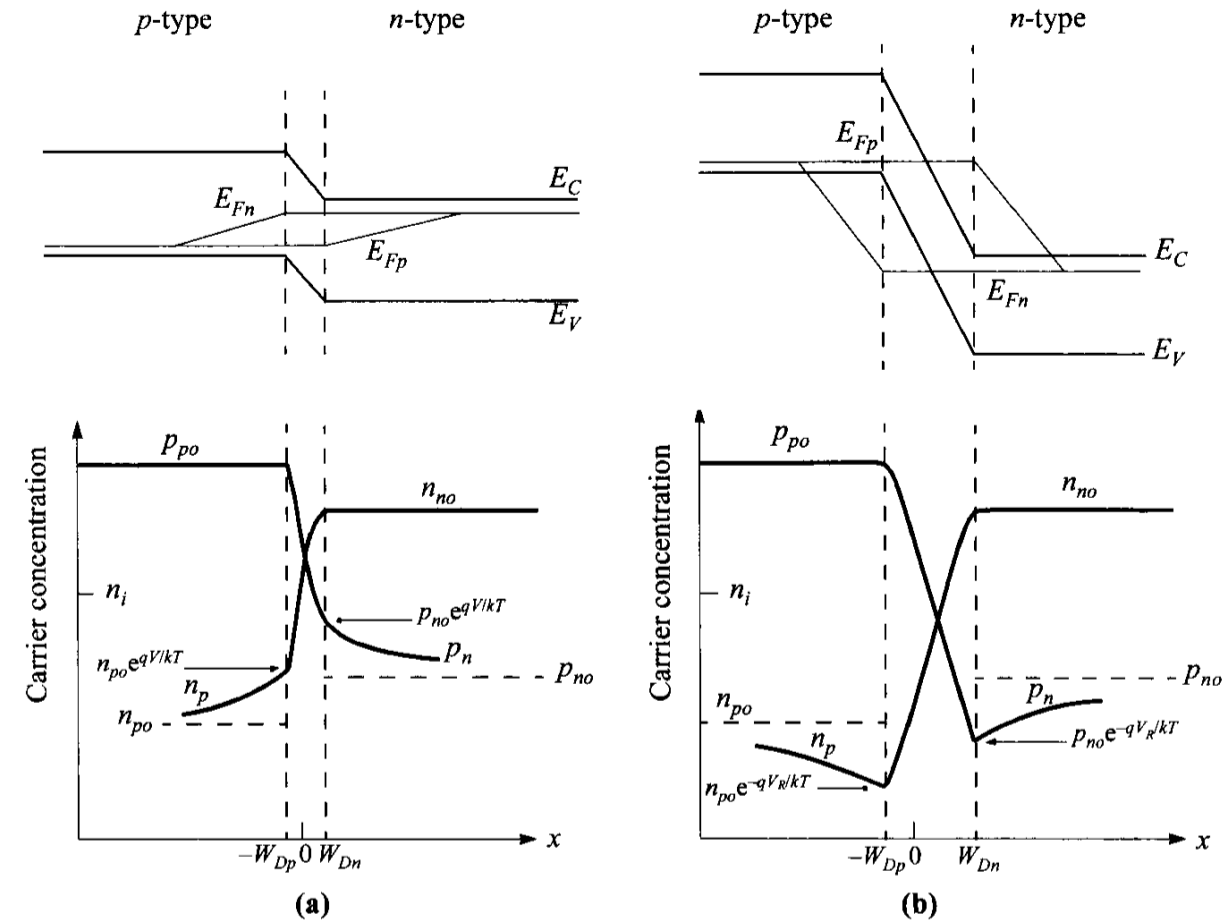 p-type
n-type
E_C
E_{Fn}
E_{Fp}
E_V
Carrier concentration
p_{po}
n_{no}
n_i
p_{no}e^{qV/kT}
n_{po}e^{qV/kT}
n_p
p_n
p_{no}
n_{po}
x
−W_{Dp} 0 W_{Dn}
(a)
p-type
n-type
E_{Fp}
E_C
E_{Fn}
E_V
Carrier concentration
p_{po}
n_{no}
n_i
p_{no}
n_{po}
p_n
n_p
p_{no}e^{−qV_R/kT}
n_{po}e^{−qV_R/kT}
x
−W_{Dp} 0
W_{Dn}
(b)